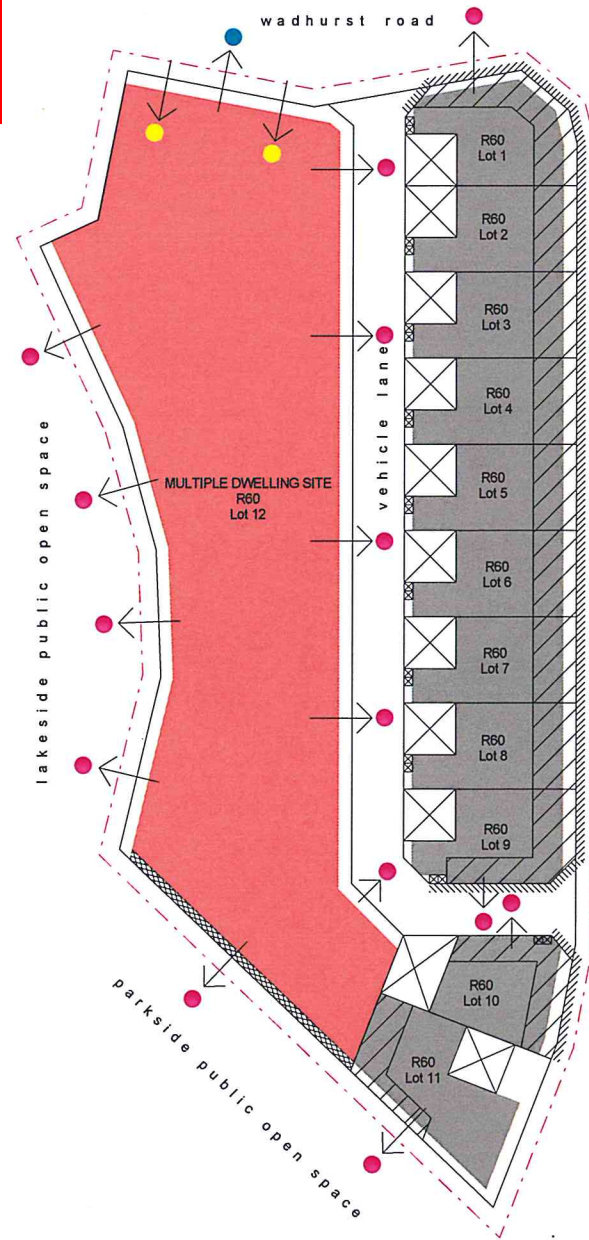 wadhurst road
R60
Lot 1
R60
Lot 2
R60
Lot 3
vehicle lane
R60
Lot 4
MULTIPLE DWELLING SITE
R60
Lot 12
R60
Lot 5
lakeside public open space
R60
Lot 6
R60
Lot 7
R60
Lot 8
R60
Lot 9
parkside public open space
R60
Lot 10
R60
Lot 11